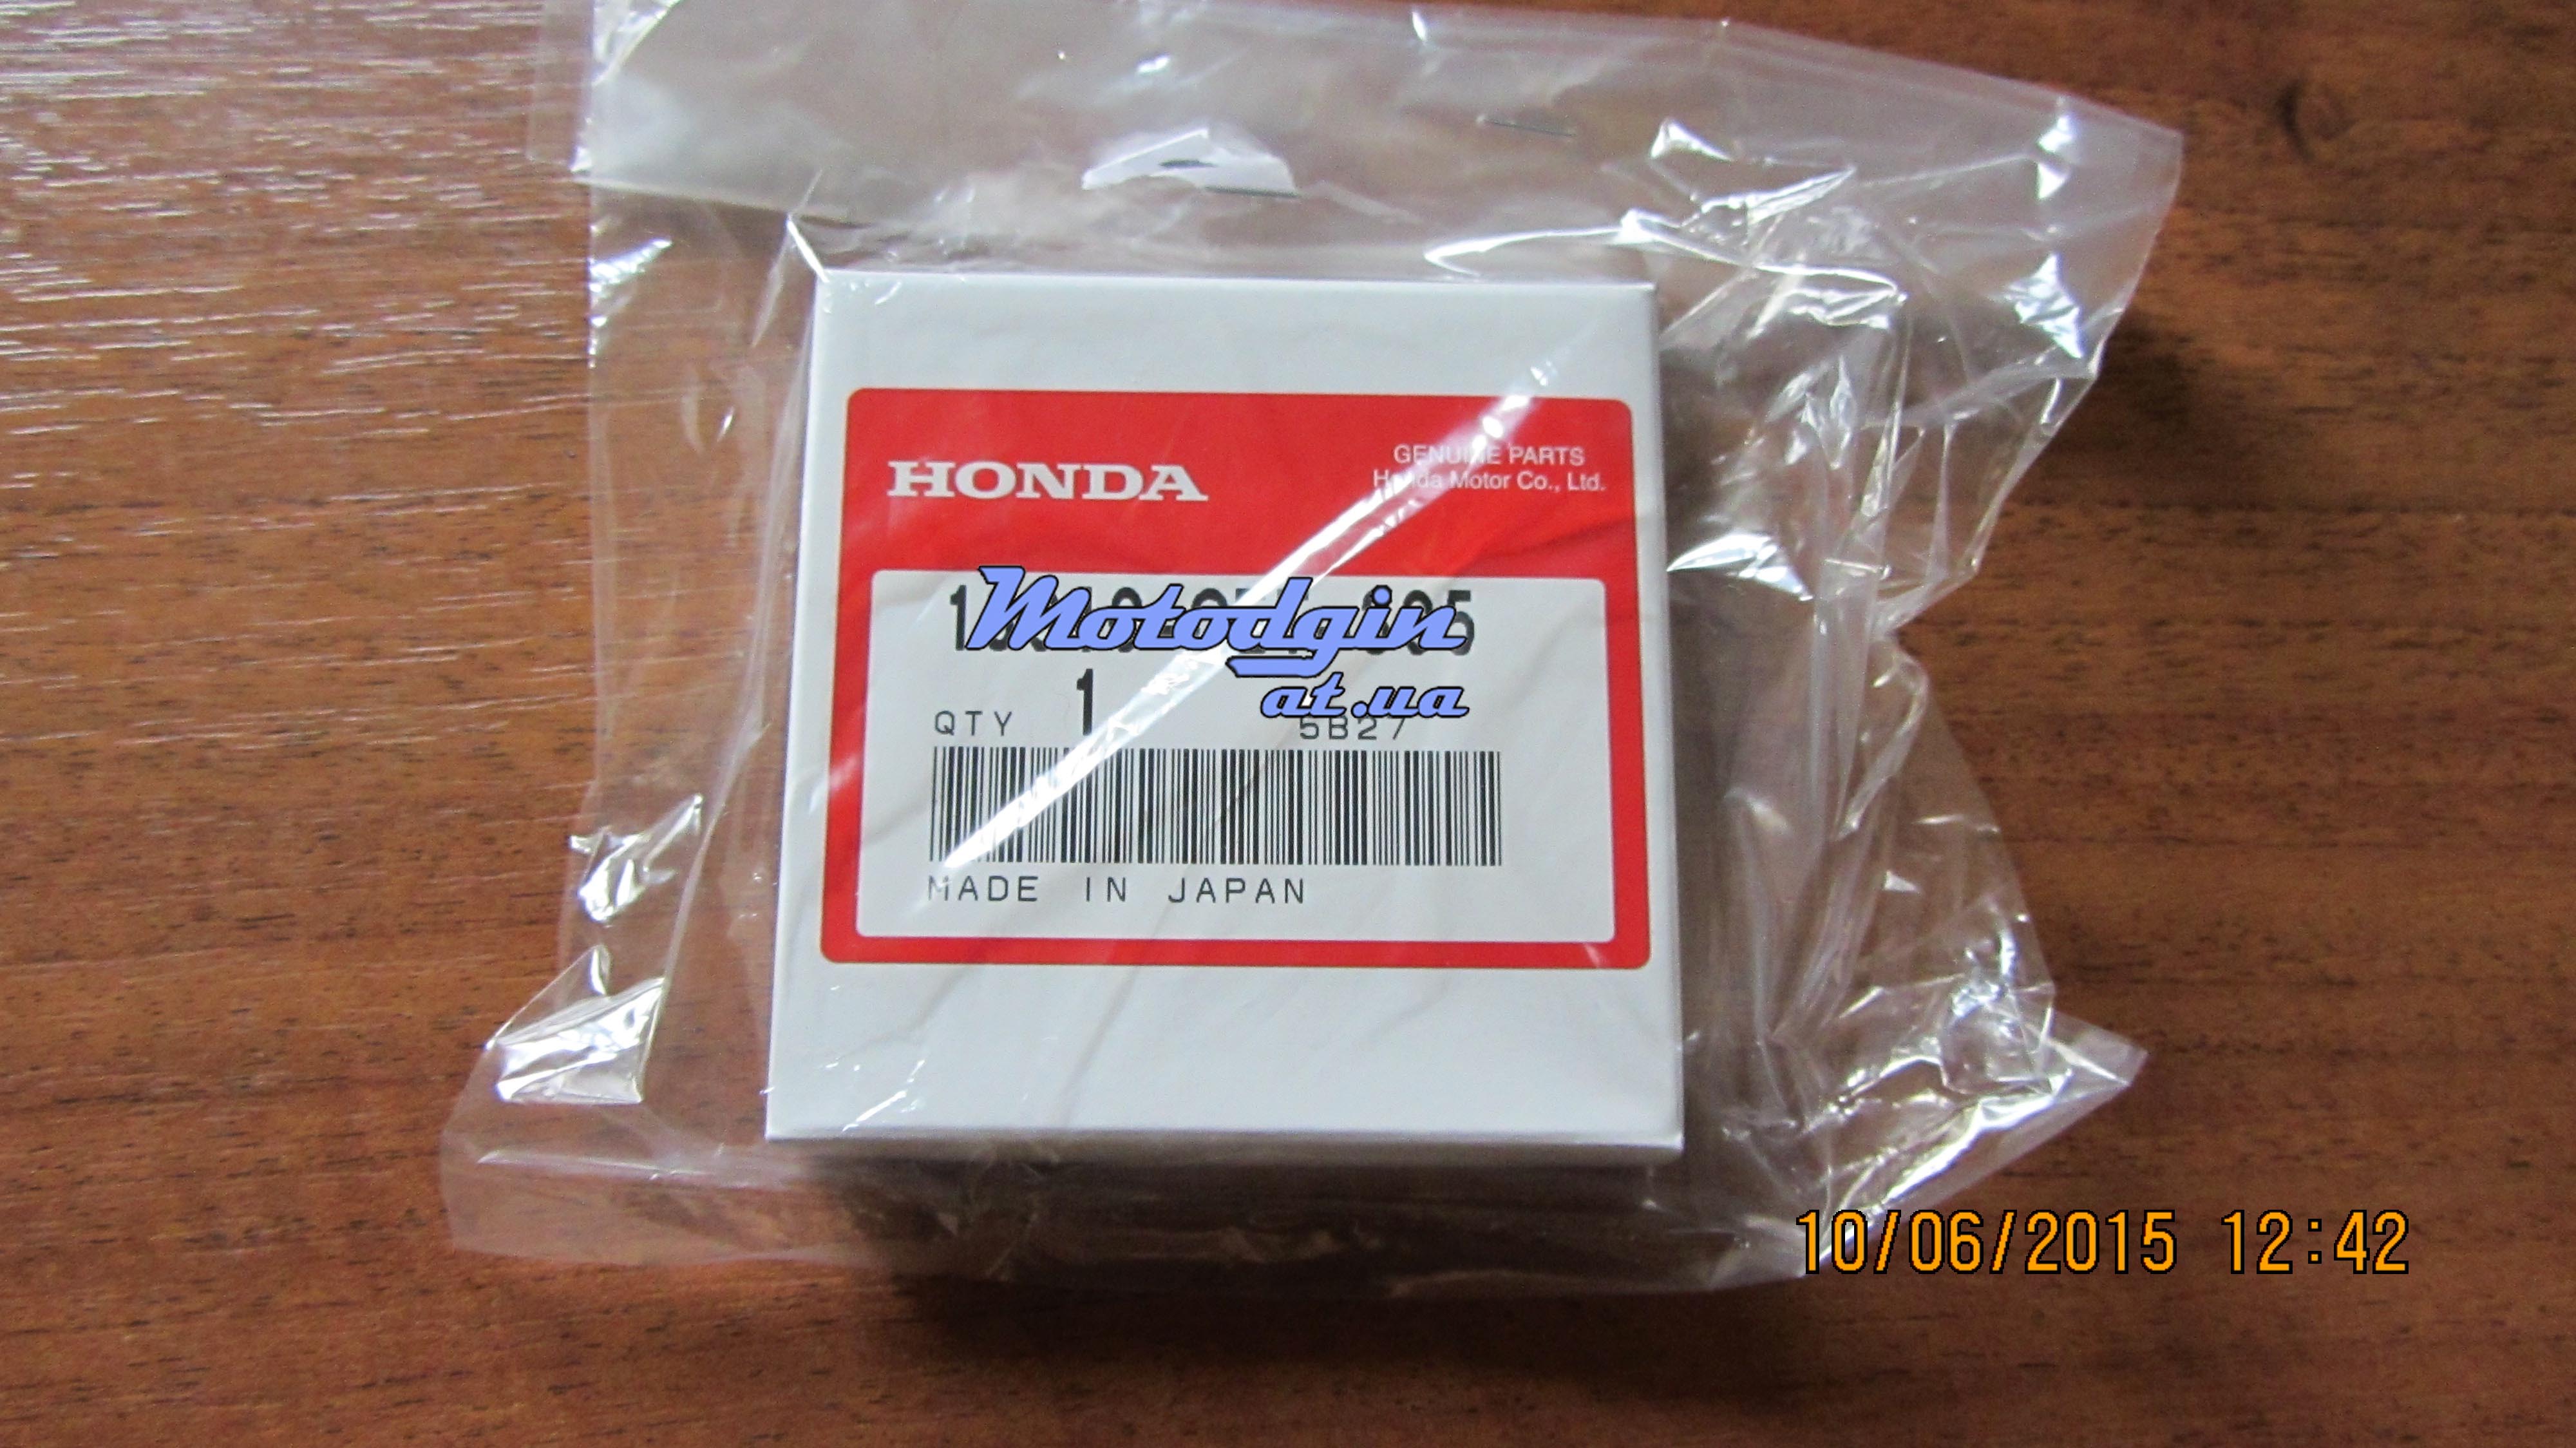 HONDA
GENUINE PARTS
Honda Motor Co., Ltd.
Motodgin
at.ua
QTY 1 5B27
MADE IN JAPAN
10/06/2015 12:42